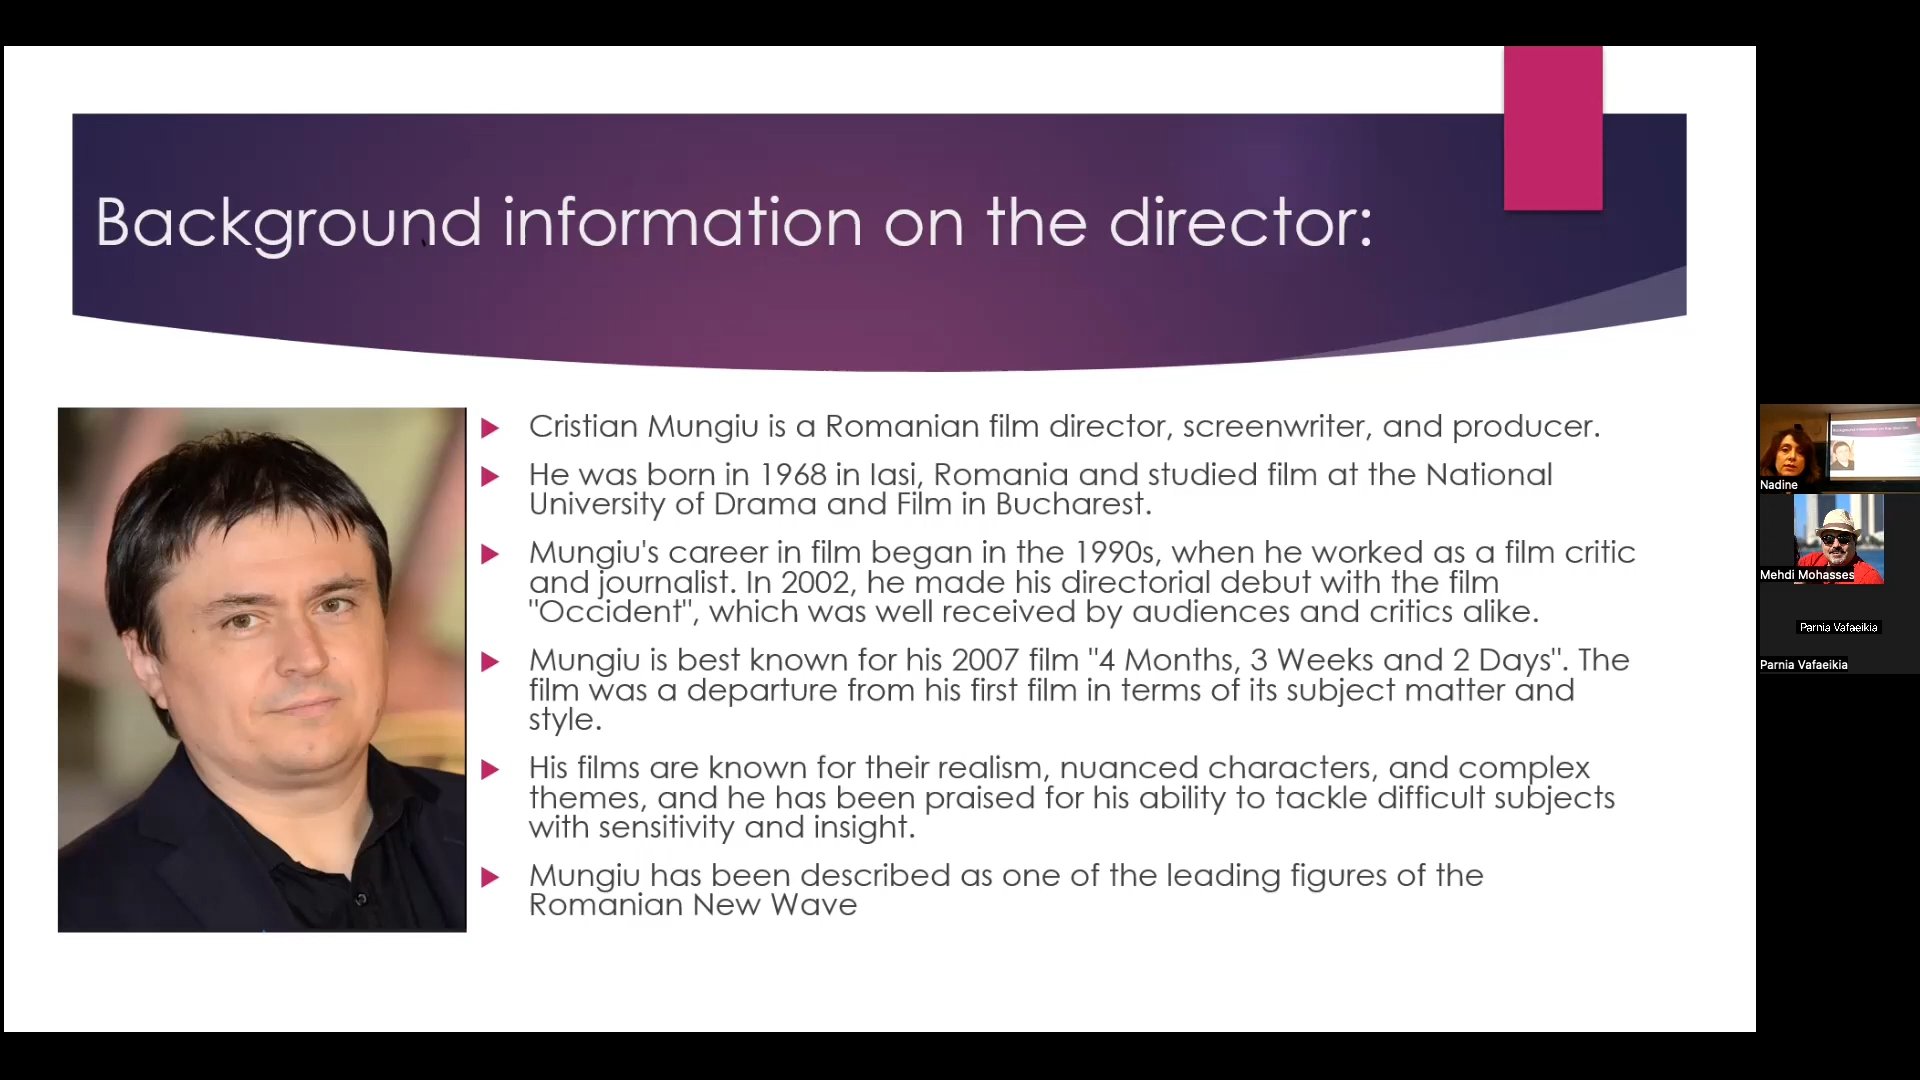 Background information on the director:
Cristian Mungiu is a Romanian film director, screenwriter, and producer.
He was born in 1968 in Iasi, Romania and studied film at the National
University of Drama and Film in Bucharest.
Mungiu's career in film began in the 1990s, when he worked as a film critic
and journalist. In 2002, he made his directorial debut with the film
"Occident", which was well received by audiences and critics alike.
Mungiu is best known for his 2007 film "4 Months, 3 Weeks and 2 Days". The
film was a departure from his first film in terms of its subject matter and
style.
His films are known for their realism, nuanced characters, and complex
themes, and he has been praised for his ability to tackle difficult subjects
with sensitivity and insight.
Mungiu has been described as one of the leading figures of the
Romanian New Wave
Nadine
Mehdi Mohasses
Parnia Vafaeikia
Parnia Vafaeikia